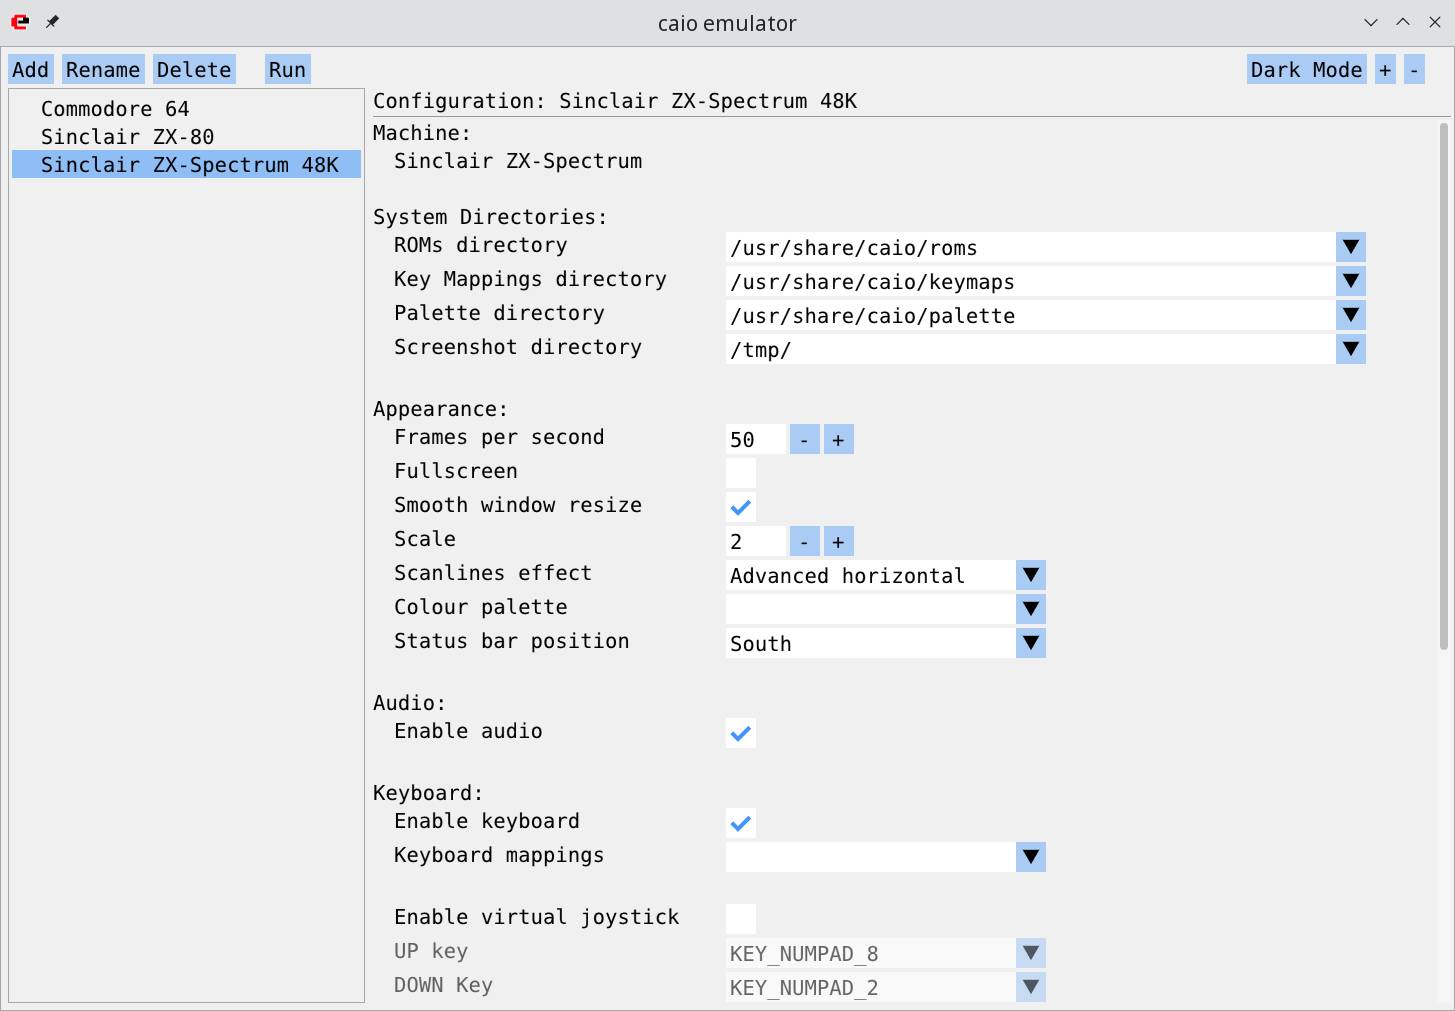 caio emulator
Add Rename Delete Run Dark Mode + -
Commodore 64
Sinclair ZX-80
Sinclair ZX-Spectrum 48K
Configuration: Sinclair ZX-Spectrum 48K
Machine:
Sinclair ZX-Spectrum
System Directories:
ROMs directory /usr/share/caio/roms
Key Mappings directory /usr/share/caio/keymaps
Palette directory /usr/share/caio/palette
Screenshot directory /tmp/
Appearance:
Frames per second 50 - +
Fullscreen
Smooth window resize
Scale 2 - +
Scanlines effect Advanced horizontal
Colour palette
Status bar position South
Audio:
Enable audio
Keyboard:
Enable keyboard
Keyboard mappings
Enable virtual joystick
UP key KEY_NUMPAD_8
DOWN Key KEY_NUMPAD_2